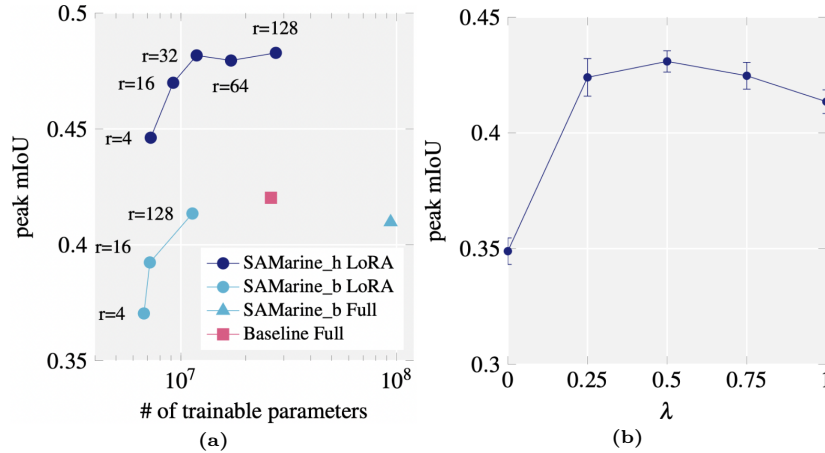 0.5
0.45
0.4
0.35
peak mIoU
r=128
r=32
r=16
r=64
r=4
r=128
r=16
r=4
SAMarine_h LoRA
SAMarine_b LoRA
SAMarine_b Full
Baseline Full
10^7
10^8
# of trainable parameters
(a)
0.45
0.4
0.35
0.3
peak mIoU
0
0.25
0.5
0.75
1
λ
(b)